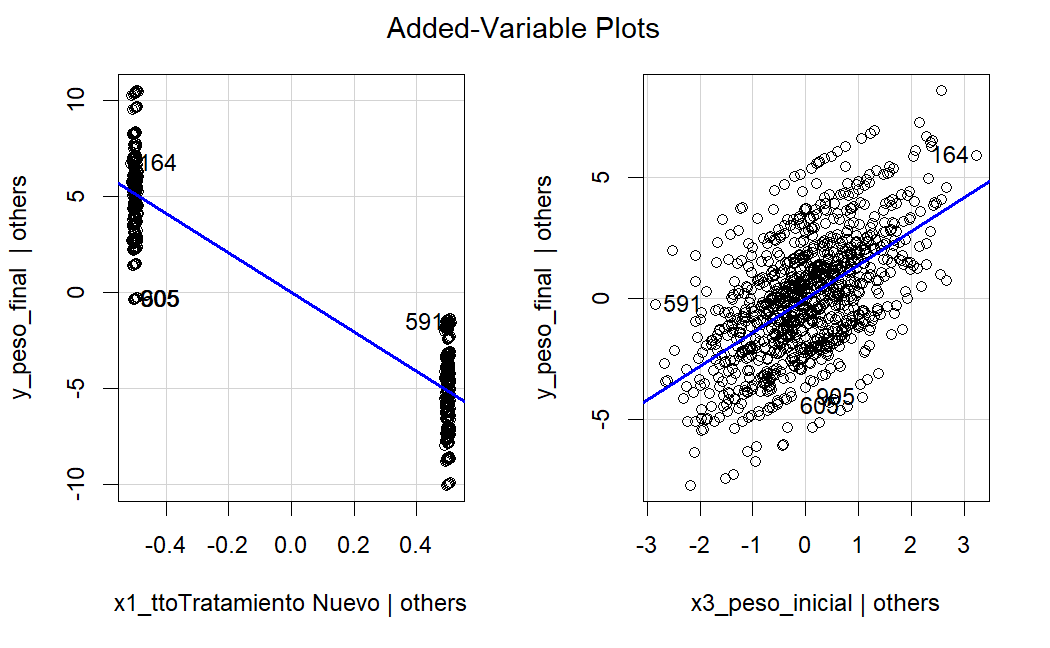 Added-Variable Plots
y_peso_final | others
10
5
0
-5
-10
164
605
591
-0.4 -0.2 0.0 0.2 0.4
x1_ttoTratamiento Nuevo | others
y_peso_final | others
5
0
-5
164
591
905
605
-3 -2 -1 0 1 2 3
x3_peso_inicial | others